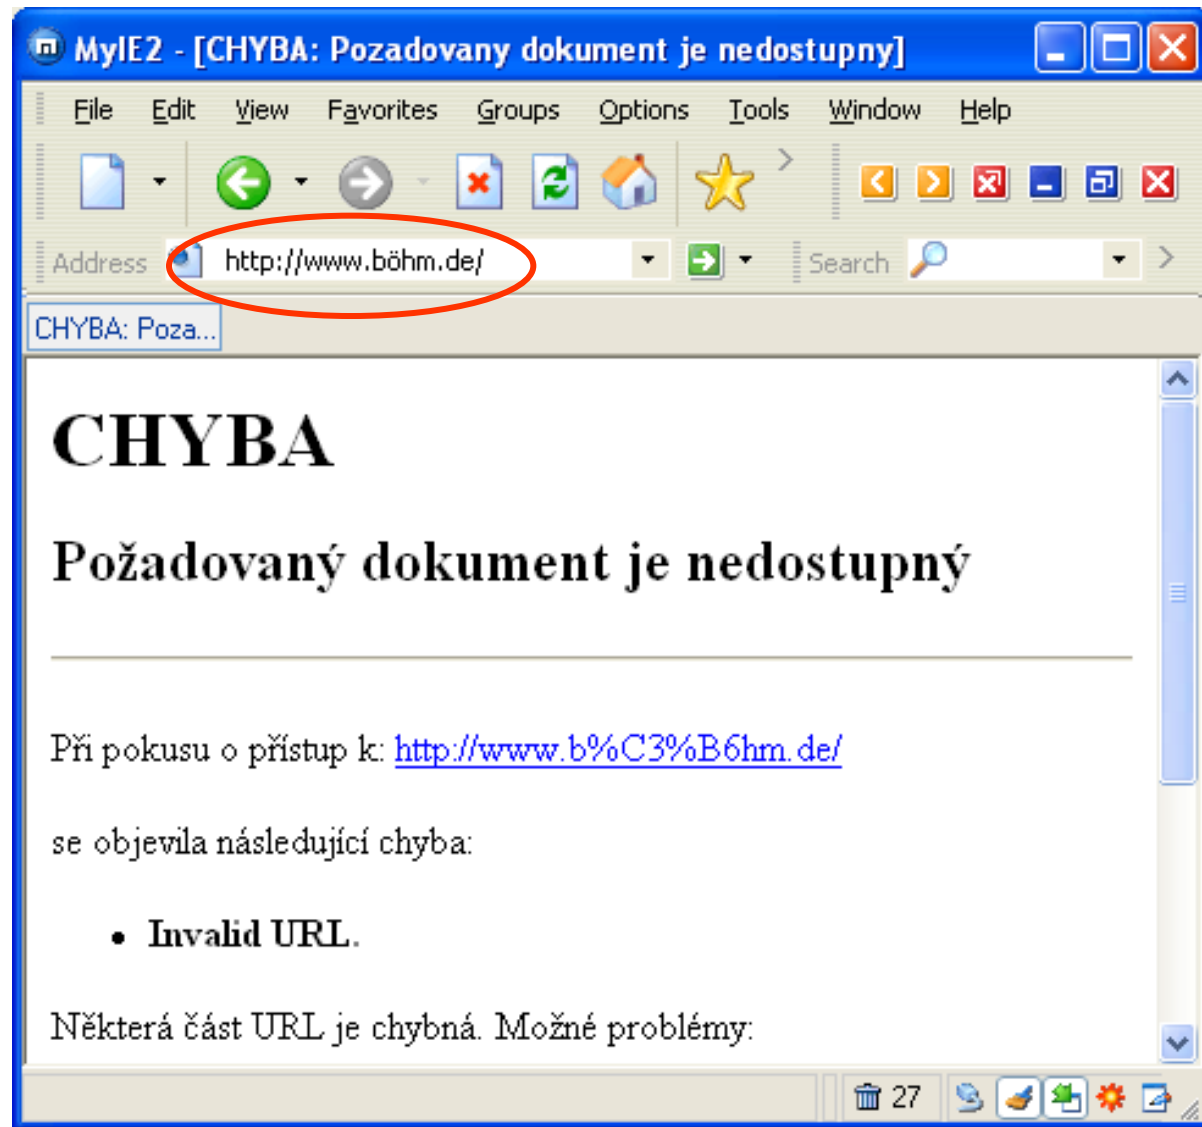 MyIE2 - [CHYBA: Pozadovany dokument je nedostupny]
File Edit View Favorites Groups Options Tools Window Help
Address http://www.böhm.de/ Search
CHYBA: Poza...
CHYBA
Požadovaný dokument je nedostupný
Při pokusu o přístup k: http://www.b%C3%B6hm.de/
se objevila následující chyba:
• Invalid URL.
Některá část URL je chybná. Možné problémy:
27